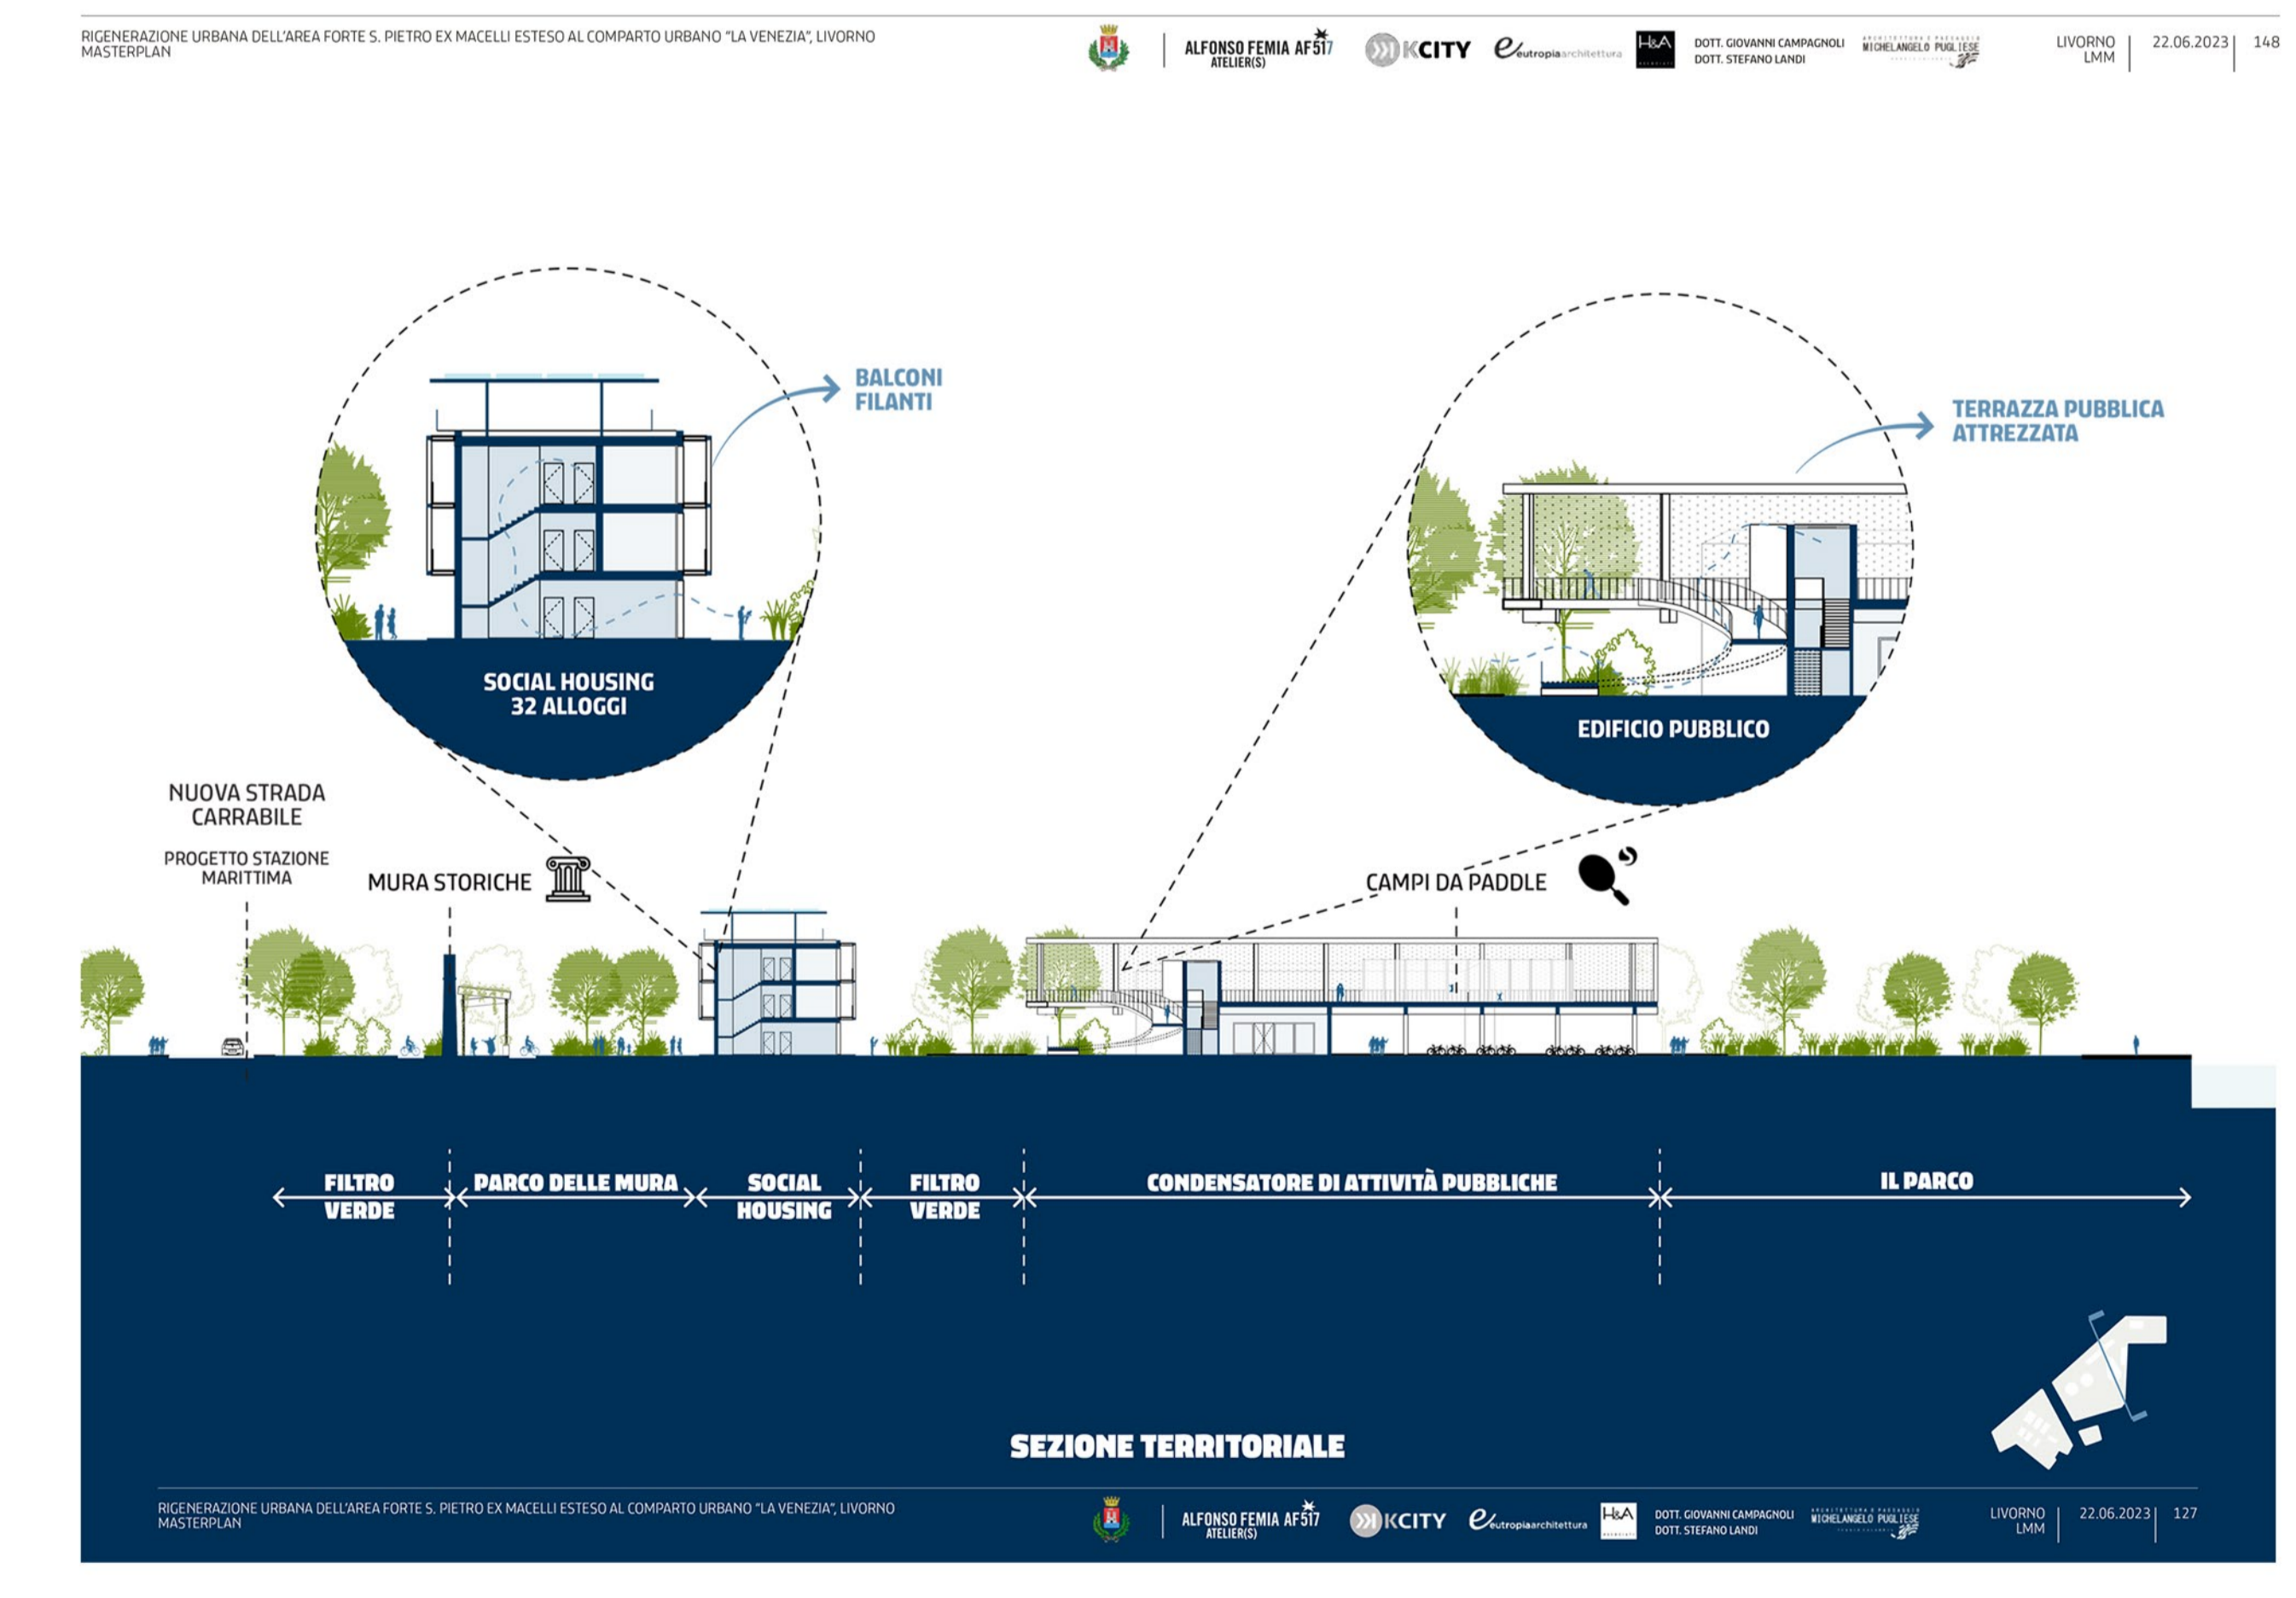 RIGENERAZIONE URBANA DELL'AREA FORTE S. PIETRO EX MACELLI ESTESO AL COMPARTO URBANO "LA VENEZIA", LIVORNO
MASTERPLAN
ALFONSO FEMIA AF517
ATELIER(S)
KCITY
eutropiaarchitettura
H&A
DOTT. GIOVANNI CAMPAGNOLI
DOTT. STEFANO LANDI
ARCHITETTURA E PAESAGGIO
MICHELANGELO PUGLIESE
LIVORNO
LMM
22.06.2023
148
BALCONI
FILANTI
TERRAZZA PUBBLICA
ATTREZZATA
SOCIAL HOUSING
32 ALLOGGI
EDIFICIO PUBBLICO
NUOVA STRADA
CARRABILE
PROGETTO STAZIONE
MARITTIMA
MURA STORICHE
CAMPI DA PADDLE
FILTRO
VERDE
PARCO DELLE MURA
SOCIAL
HOUSING
FILTRO
VERDE
CONDENSATORE DI ATTIVITÀ PUBBLICHE
IL PARCO
SEZIONE TERRITORIALE
RIGENERAZIONE URBANA DELL'AREA FORTE S. PIETRO EX MACELLI ESTESO AL COMPARTO URBANO "LA VENEZIA", LIVORNO
MASTERPLAN
ALFONSO FEMIA AF517
ATELIER(S)
KCITY
eutropiaarchitettura
H&A
DOTT. GIOVANNI CAMPAGNOLI
DOTT. STEFANO LANDI
ARCHITETTURA E PAESAGGIO
MICHELANGELO PUGLIESE
LIVORNO
LMM
22.06.2023
127